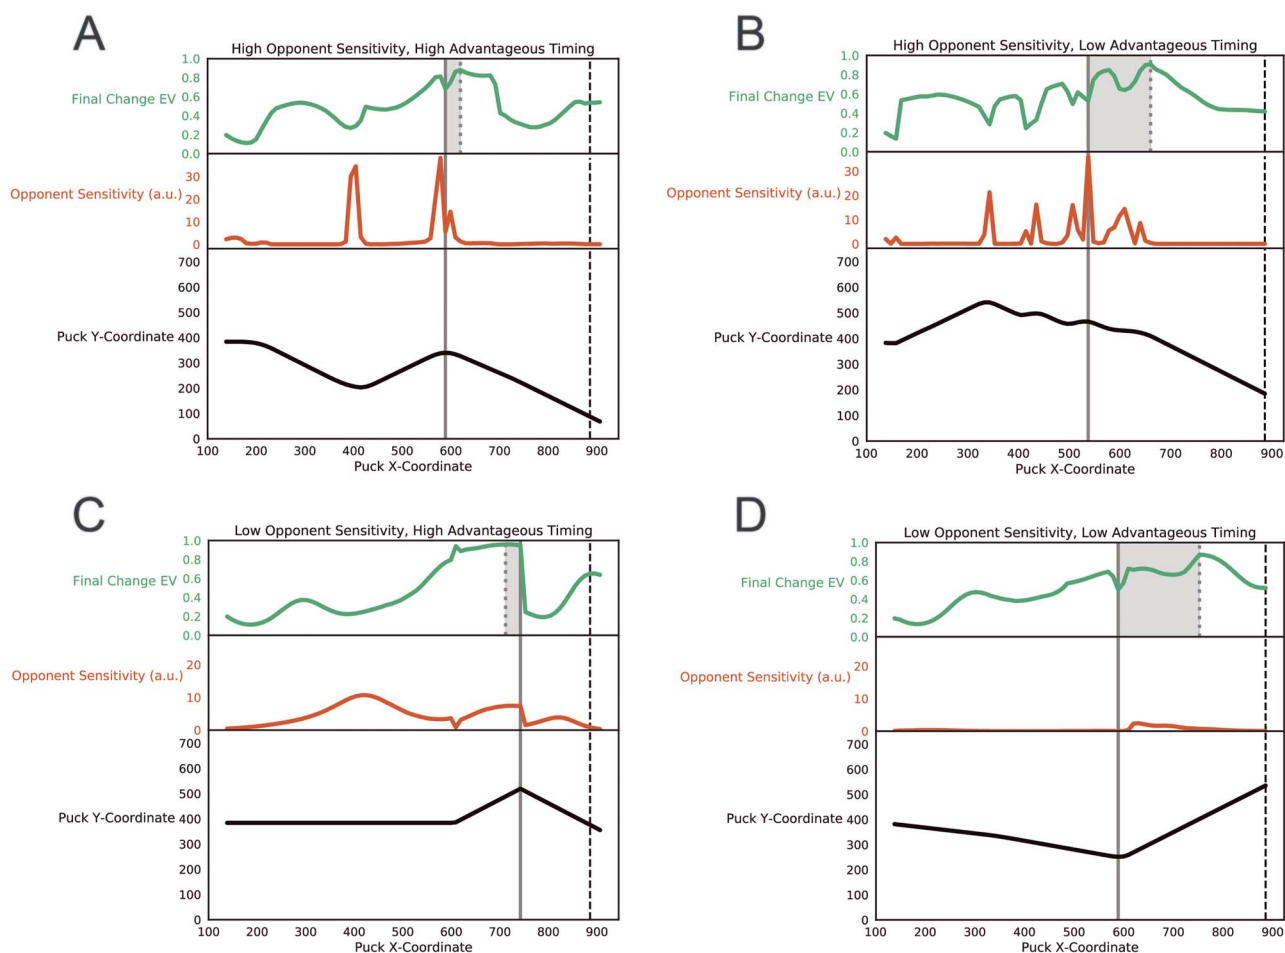 A
High Opponent Sensitivity, High Advantageous Timing
1.0
0.8
Final Change EV 0.6
0.4
0.2
0.0
30
Opponent Sensitivity (a.u.) 20
10
0
700
600
500
Puck Y-Coordinate 400
300
200
100
0
100 200 300 400 500 600 700 800 900
Puck X-Coordinate
B
High Opponent Sensitivity, Low Advantageous Timing
1.0
0.8
Final Change EV 0.6
0.4
0.2
0.0
30
Opponent Sensitivity (a.u.) 20
10
0
700
600
500
Puck Y-Coordinate 400
300
200
100
0
100 200 300 400 500 600 700 800 900
Puck X-Coordinate
C
Low Opponent Sensitivity, High Advantageous Timing
1.0
0.8
Final Change EV 0.6
0.4
0.2
0.0
20
Opponent Sensitivity (a.u.) 10
0
700
600
500
Puck Y-Coordinate 400
300
200
100
0
100 200 300 400 500 600 700 800 900
Puck X-Coordinate
D
Low Opponent Sensitivity, Low Advantageous Timing
1.0
0.8
Final Change EV 0.6
0.4
0.2
0.0
20
Opponent Sensitivity (a.u.)
10
0
700
600
500
Puck Y-Coordinate 400
300
200
100
0
100 200 300 400 500 600 700 800 900
Puck X-Coordinate